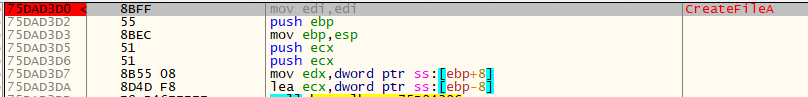 75DAD3D0 < 8BFF mov edi,edi CreateFileA
75DAD3D2 55 push ebp
75DAD3D3 8BEC mov ebp,esp
75DAD3D5 51 push ecx
75DAD3D6 51 push ecx
75DAD3D7 8B55 08 mov edx,dword ptr ss:[ebp+8]
75DAD3DA 8D4D F8 lea ecx,dword ptr ss:[ebp-8]